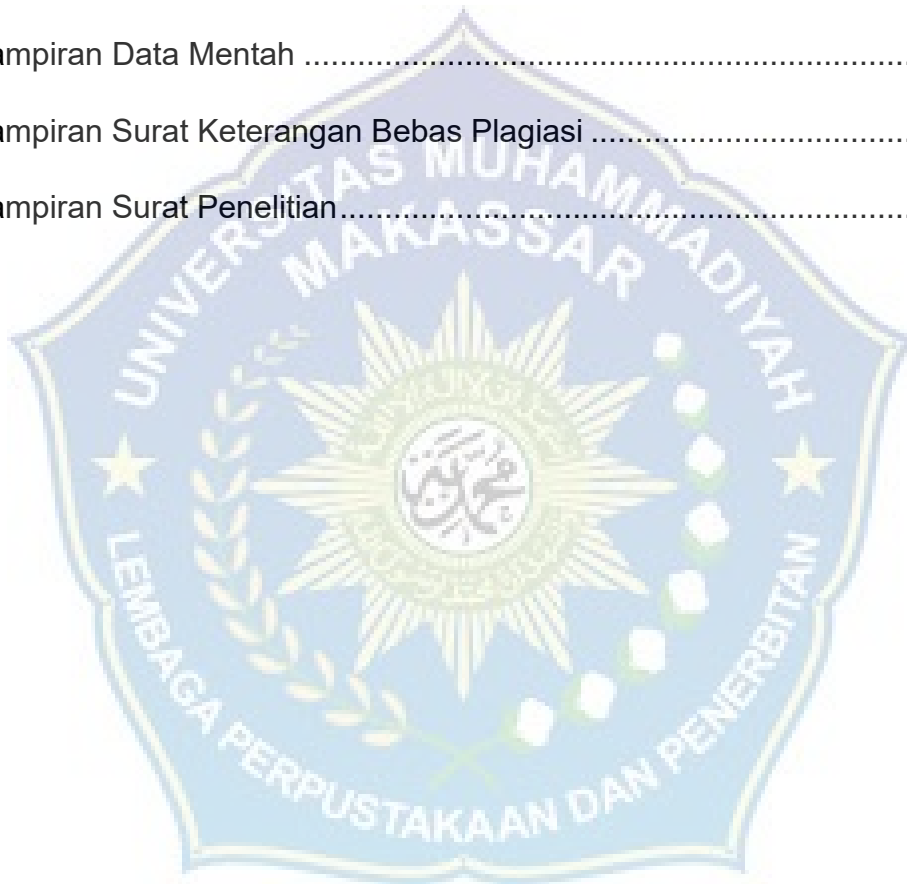 ampiran Data Mentah ....................................................................
ampiran Surat Keterangan Bebas Plagiasi ....................................
ampiran Surat Penelitian................................................................
UNIVERSITAS MUHAMMADIYAH
MAKASSAR
LEMBAGA PERPUSTAKAAN DAN PENERBITAN